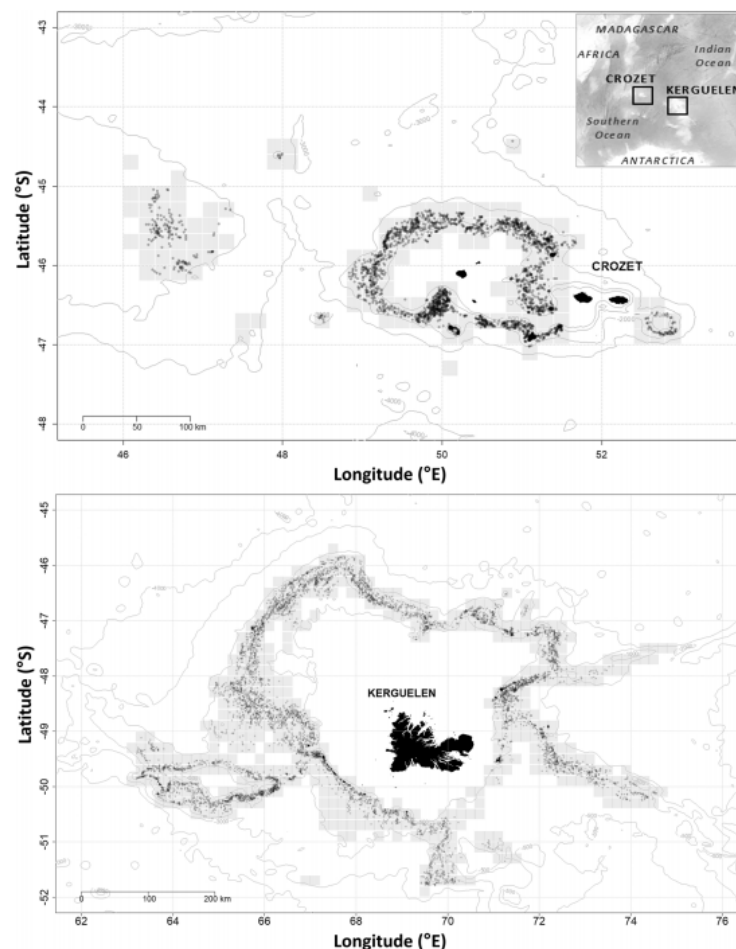 -43
-44
-45
-46
-47
-48
Latitude (°S)
MADAGASCAR
AFRICA
Indian
Ocean
CROZET
KERGUELEN
Southern
Ocean
ANTARCTICA
CROZET
0 50 100 km
46 48 50 52
Longitude (°E)
-45
-46
-47
-48
-49
-50
-51
-52
Latitude (°S)
KERGUELEN
0 100 200 km
62 64 66 68 70 72 74 76
Longitude (°E)